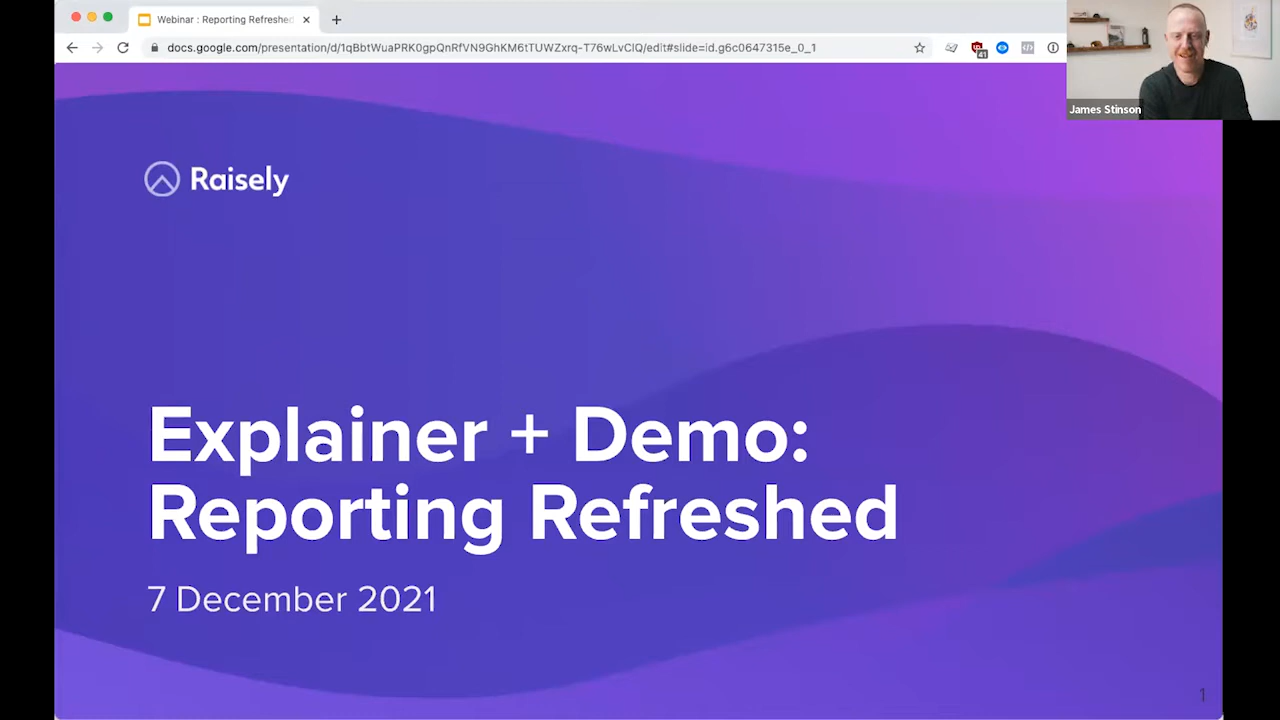 Webinar : Reporting Refreshed
docs.google.com/presentation/d/1qBbtWuaPRK0gpQnRfVN9GhKM6tTUWZxrq-T76wLvClQ/edit#slide=id.g6c0647315e_0_1
41
James Stinson
Raisely
Explainer + Demo:
Reporting Refreshed
7 December 2021
1